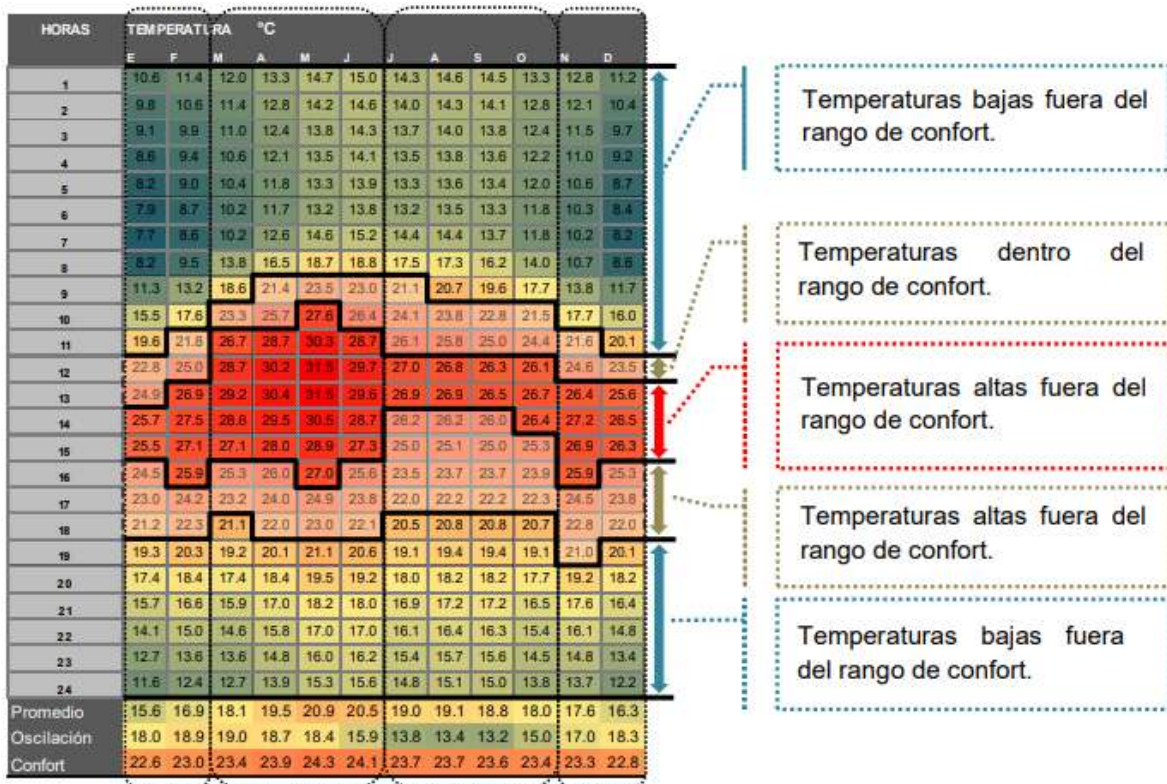 HORAS TEMPERATURA °C
E F M A M J J A S O N D
1 10.6 11.4 12.0 13.3 14.7 15.0 14.3 14.6 14.5 13.3 12.8 11.2
2 9.8 10.6 11.4 12.8 14.2 14.6 14.0 14.3 14.1 12.8 12.1 10.4
3 9.1 9.9 11.0 12.4 13.8 14.3 13.7 14.0 13.8 12.4 11.5 9.7
4 8.6 9.4 10.6 12.1 13.5 14.1 13.5 13.8 13.6 12.2 11.0 9.2
5 8.2 9.0 10.4 11.8 13.3 13.9 13.3 13.6 13.4 12.0 10.6 8.7
6 7.9 8.7 10.2 11.7 13.2 13.8 13.2 13.5 13.3 11.8 10.3 8.4
7 7.7 8.6 10.2 12.6 14.6 15.2 14.4 14.4 13.7 11.8 10.2 8.2
8 8.2 9.5 13.8 16.5 18.7 18.8 17.5 17.3 16.2 14.0 10.7 8.6
9 11.3 13.2 18.6 21.4 23.5 23.0 21.1 20.7 19.6 17.7 13.8 11.7
10 15.5 17.6 23.3 25.7 27.6 26.4 24.1 23.8 22.8 21.5 17.7 16.0
11 19.6 21.8 26.7 28.7 30.3 28.7 26.1 25.8 25.0 24.4 21.6 20.1
12 22.8 25.0 28.7 30.2 31.5 29.7 27.0 26.8 26.3 26.1 24.6 23.5
13 24.9 26.9 29.2 30.4 31.5 29.6 26.9 26.9 26.5 26.7 26.4 25.6
14 25.7 27.5 28.8 29.5 30.5 28.7 26.2 26.2 26.0 26.4 27.2 26.5
15 25.5 27.1 27.1 28.0 28.9 27.3 25.0 25.1 25.0 25.3 26.9 26.3
16 24.5 25.9 25.3 26.0 27.0 25.6 23.5 23.7 23.7 23.9 25.9 25.3
17 23.0 24.2 23.2 24.0 24.9 23.8 22.0 22.2 22.2 22.3 24.5 23.8
18 21.2 22.3 21.1 22.0 23.0 22.1 20.5 20.8 20.8 20.7 22.8 22.0
19 19.3 20.3 19.2 20.1 21.1 20.6 19.1 19.4 19.4 19.1 21.0 20.1
20 17.4 18.4 17.4 18.4 19.5 19.2 18.0 18.2 18.2 17.7 19.2 18.2
21 15.7 16.6 15.9 17.0 18.2 18.0 16.9 17.2 17.2 16.5 17.6 16.4
22 14.1 15.0 14.6 15.8 17.0 17.0 16.1 16.4 16.3 15.4 16.1 14.8
23 12.7 13.6 13.6 14.8 16.0 16.2 15.4 15.7 15.6 14.5 14.8 13.4
24 11.6 12.4 12.7 13.9 15.3 15.6 14.8 15.1 15.0 13.8 13.7 12.2
Promedio 15.6 16.9 18.1 19.5 20.9 20.5 19.0 19.1 18.8 18.0 17.6 16.3
Oscilación 18.0 18.9 19.0 18.7 18.4 15.9 13.8 13.4 13.2 15.0 17.0 18.3
Confort 22.6 23.0 23.4 23.9 24.3 24.1 23.7 23.7 23.6 23.4 23.3 22.8
Temperaturas bajas fuera del
rango de confort.
Temperaturas dentro del
rango de confort.
Temperaturas altas fuera del
rango de confort.
Temperaturas altas fuera del
rango de confort.
Temperaturas bajas fuera
del rango de confort.